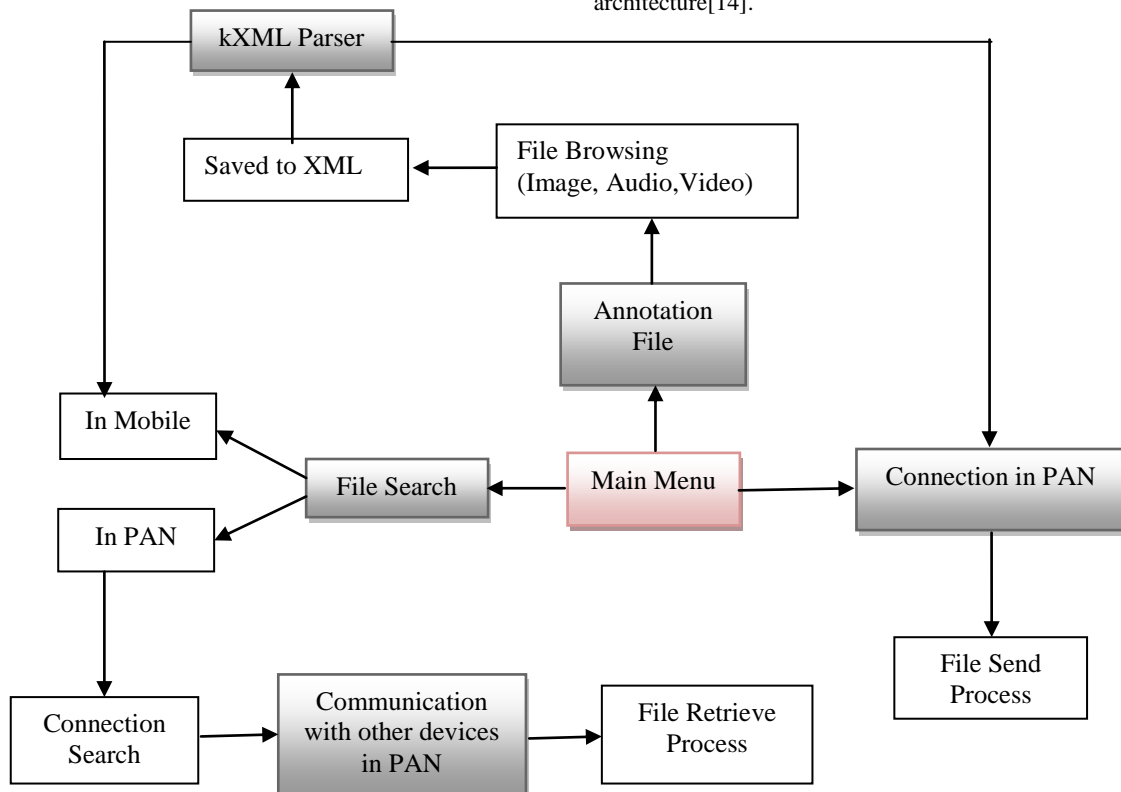 architecture[14].
kXML Parser
Saved to XML
File Browsing
(Image, Audio,Video)
Annotation
File
In Mobile
File Search
Main Menu
Connection in PAN
In PAN
File Send
Process
Connection
Search
Communication
with other devices
in PAN
File Retrieve
Process